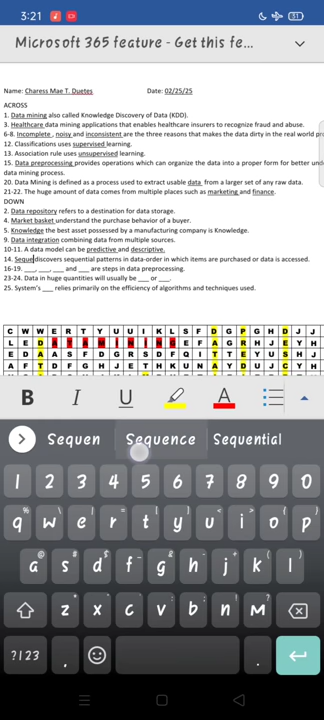 3:21
31
Microsoft 365 feature - Get this fe...
Name: Charess Mae T. Duetes Date: 02/25/25
ACROSS
1. Data mining also called Knowledge Discovery of Data (KDD).
3. Healthcare data mining applications that enables healthcare insurers to recognize fraud and abuse.
6-8. Incomplete, noisy and inconsistent are the three reasons that makes the data dirty in the real world pr
12. Classifications uses supervised learning.
13. Association rule uses unsupervised learning.
15. Data preprocessing provides operations which can organize the data into a proper form for better und
data mining process.
20. Data Mining is defined as a process used to extract usable data from a larger set of any raw data.
21-22. The huge amount of data comes from multiple places such as marketing and finance.
DOWN
2. Data repository refers to a destination for data storage.
4. Market basket understand the purchase behavior of a buyer.
5. Knowledge the best asset possessed by a manufacturing company is Knowledge.
9. Data integration combining data from multiple sources.
10-11. A data model can be predictive and descriptive.
14. Seque discovers sequential patterns in data-order in which items are purchased or data is accessed.
16-19. ___, ___, ___ and ___ are steps in data preprocessing.
23-24. Data in huge quantities will usually be ___ or ___.
25. System's ___ relies primarily on the efficiency of algorithms and techniques used.
C W W E R T Y U U I K L S F D G P G H D J J
L E D D A T A M I N I N G E F A G R H J E Y H
B I U A
Sequen Sequence Sequential
1 2 3 4 5 6 7 8 9 0
q w e r t y u i o p
a s d f g h j k l
z x c v b n m
?123 , .